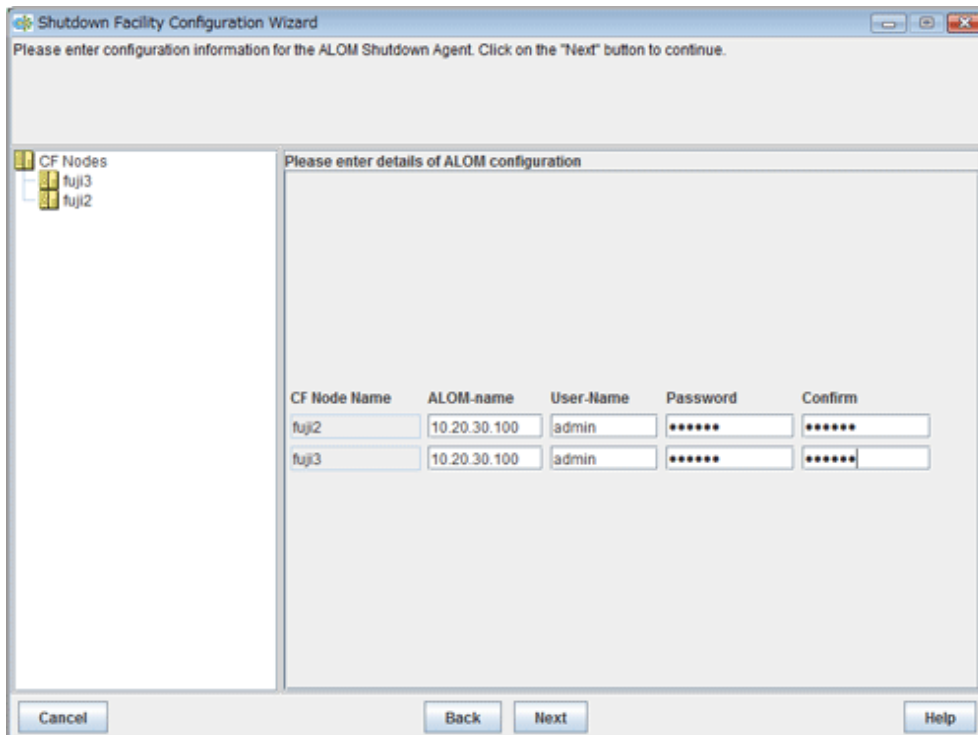 Shutdown Facility Configuration Wizard
Please enter configuration information for the ALOM Shutdown Agent. Click on the "Next" button to continue.
CF Nodes
fuji3
fuji2
Please enter details of ALOM configuration
CF Node Name ALOM-name User-Name Password Confirm
fuji2 10.20.30.100 admin •••••• ••••••
fuji3 10.20.30.100 admin •••••• ••••••
Cancel Back Next Help